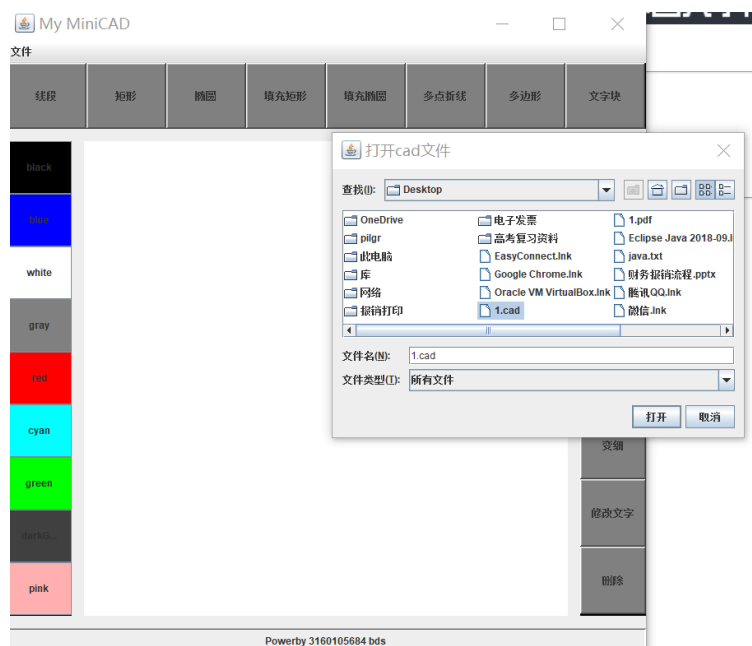 My MiniCAD
文件
线段 矩形 椭圆 填充矩形 填充椭圆 多点折线 多边形 文字块
black
blue
white
gray
red
cyan
green
darkG...
pink
打开cad文件
查找(I): Desktop
OneDrive 电子发票 1.pdf
pilgr 高考复习资料 Eclipse Java 2018-09.l
此电脑 EasyConnect.lnk java.txt
库 Google Chrome.lnk 财务报销流程.pptx
网络 Oracle VM VirtualBox.lnk 腾讯QQ.lnk
报销打印 1.cad 微信.lnk
文件名(N): 1.cad
文件类型(T): 所有文件
打开 取消
变细
修改文字
删除
Powerby 3160105684 bds